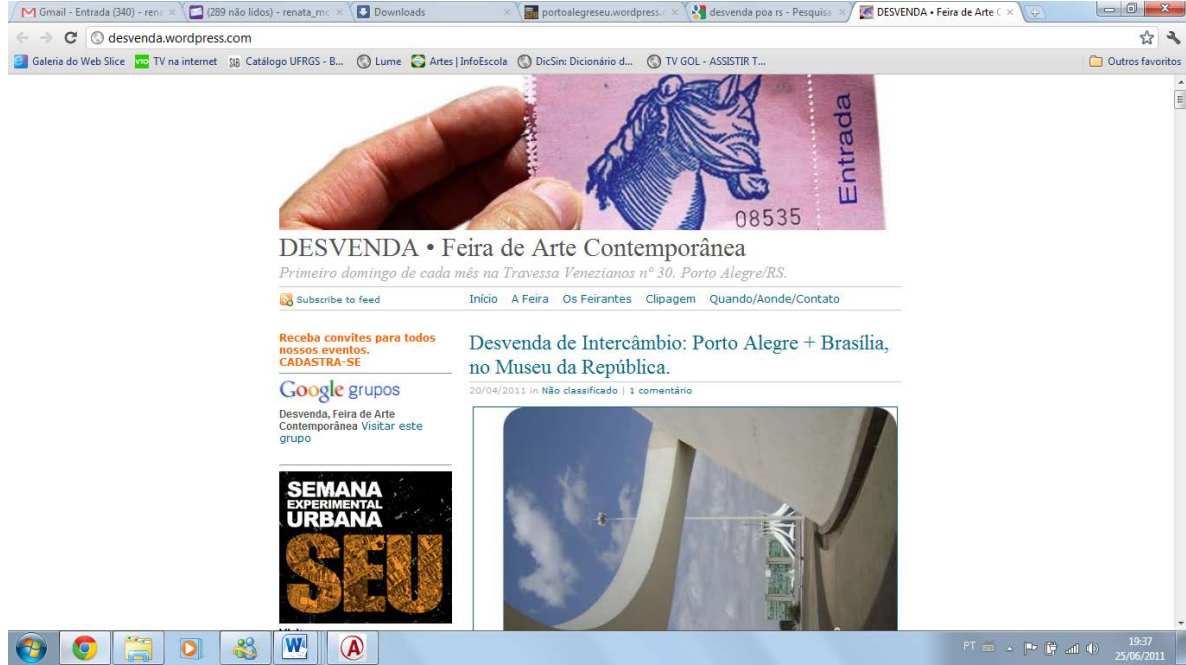 Gmail - Entrada (340) - rena
(289 não lidos) - renata_mc
Downloads
portoalegreseu.wordpress.c
desvenda poa rs - Pesquisa
DESVENDA • Feira de Arte C
desvenda.wordpress.com
Galeria do Web Slice
TV na internet
Catálogo UFRGS - B...
Lume
Artes | InfoEscola
DicSin: Dicionário d...
TV GOL - ASSISTIR T...
Outros favoritos
Entrada
08535
DESVENDA • Feira de Arte Contemporânea
Primeiro domingo de cada mês na Travessa Venezianos nº 30. Porto Alegre/RS.
Subscribe to feed
Início A Feira Os Feirantes Clipagem Quando/Aonde/Contato
Receba convites para todos
nossos eventos.
CADASTRA-SE
Google grupos
Desvenda, Feira de Arte
Contemporânea Visitar este
grupo
SEMANA
EXPERIMENTAL
URBANA
SEU
Desvenda de Intercâmbio: Porto Alegre + Brasília,
no Museu da República.
20/04/2011 in Não classificado | 1 comentário
PT
19:37
25/06/2011